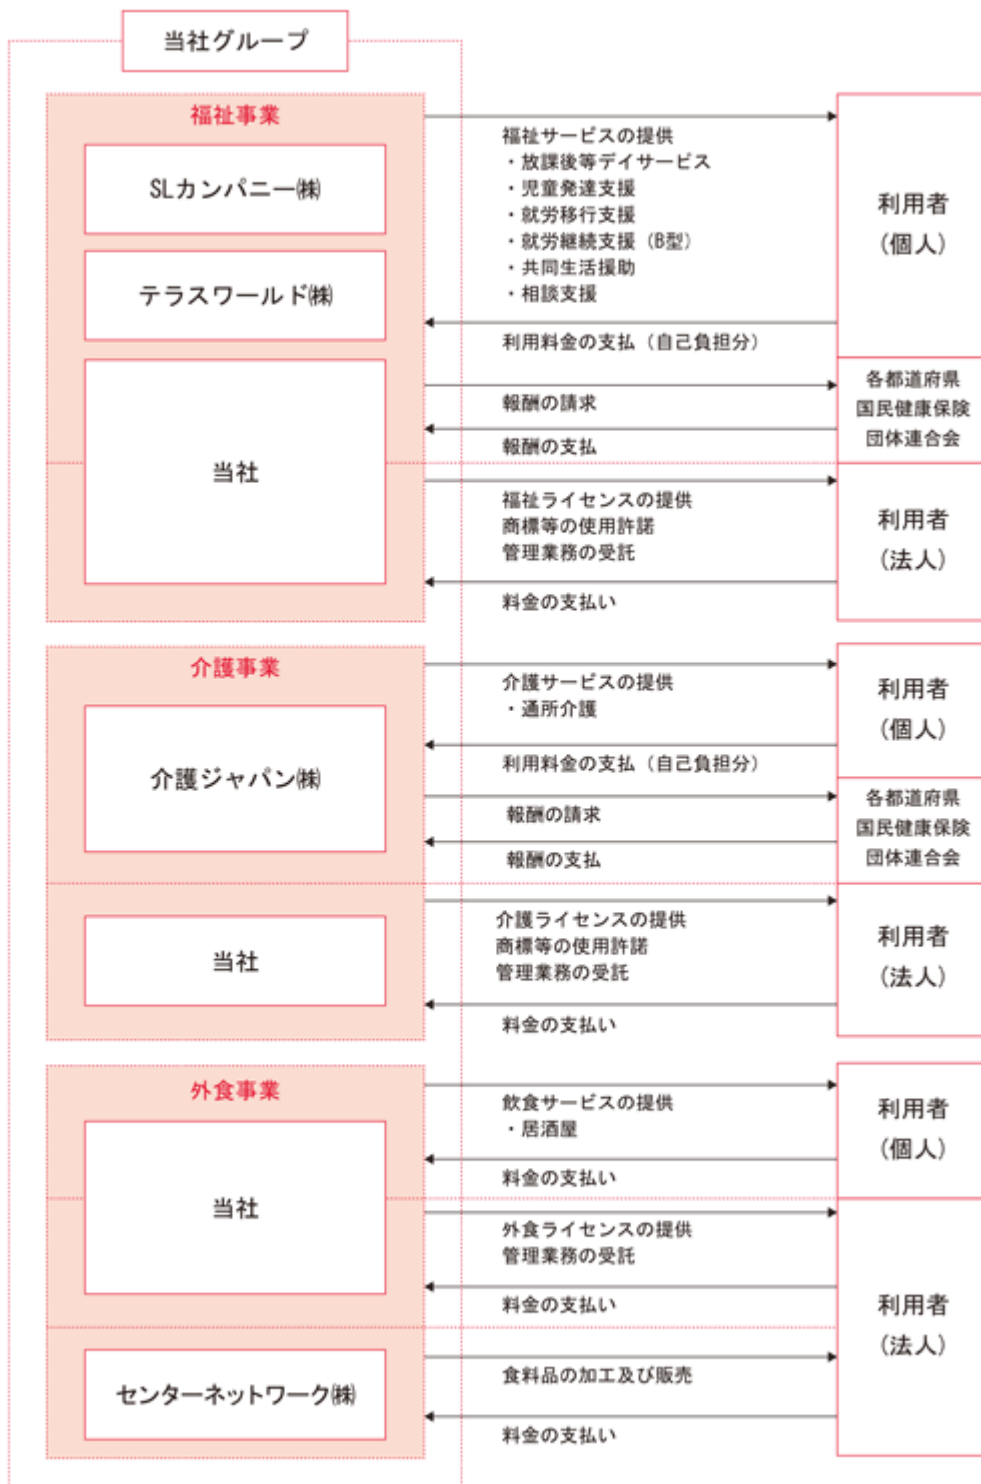 当社グループ
福祉事業
SLカンパニー㈱
テラスワールド㈱
当社
福祉サービスの提供
・放課後等デイサービス
・児童発達支援
・就労移行支援
・就労継続支援（B型）
・共同生活援助
・相談支援
利用料金の支払（自己負担分）
利用者
（個人）
報酬の請求
報酬の支払
各都道府県
国民健康保険
団体連合会
福祉ライセンスの提供
商標等の使用許諾
管理業務の受託
料金の支払い
利用者
（法人）
介護事業
介護ジャパン㈱
介護サービスの提供
・通所介護
利用料金の支払（自己負担分）
利用者
（個人）
報酬の請求
報酬の支払
各都道府県
国民健康保険
団体連合会
当社
介護ライセンスの提供
商標等の使用許諾
管理業務の受託
料金の支払い
利用者
（法人）
外食事業
当社
飲食サービスの提供
・居酒屋
料金の支払い
利用者
（個人）
外食ライセンスの提供
管理業務の受託
料金の支払い
利用者
（法人）
センターネットワーク㈱
食料品の加工及び販売
料金の支払い